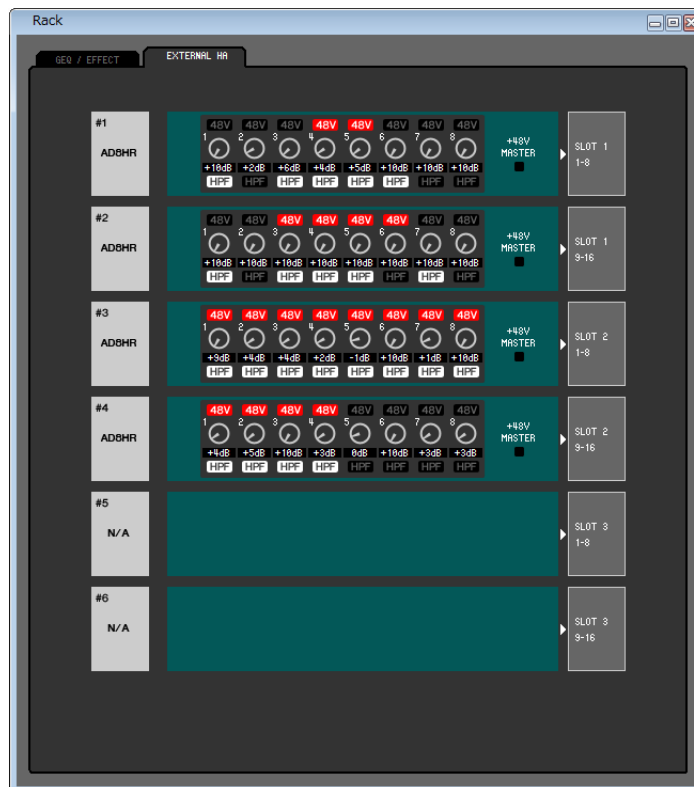 Rack
GEQ / EFFECT
EXTERNAL HA
#1
AD8HR
48V 48V 48V 48V 48V 48V 48V 48V
1 2 3 4 5 6 7 8
+10dB +2dB +6dB +4dB +5dB +10dB +10dB +10dB
HPF HPF HPF HPF HPF HPF HPF HPF
+48V
MASTER
SLOT 1
1-8
#2
AD8HR
48V 48V 48V 48V 48V 48V 48V 48V
1 2 3 4 5 6 7 8
+10dB +10dB +10dB +10dB +10dB +10dB +10dB +10dB
HPF HPF HPF HPF HPF HPF HPF HPF
+48V
MASTER
SLOT 1
9-16
#3
AD8HR
48V 48V 48V 48V 48V 48V 48V 48V
1 2 3 4 5 6 7 8
+9dB +4dB +4dB +2dB -1dB +10dB +1dB +10dB
HPF HPF HPF HPF HPF HPF HPF HPF
+48V
MASTER
SLOT 2
1-8
#4
AD8HR
48V 48V 48V 48V 48V 48V 48V 48V
1 2 3 4 5 6 7 8
+4dB +5dB +10dB +3dB 0dB +10dB +3dB +3dB
HPF HPF HPF HPF HPF HPF HPF HPF
+48V
MASTER
SLOT 2
9-16
#5
N/A
SLOT 3
1-8
#6
N/A
SLOT 3
9-16